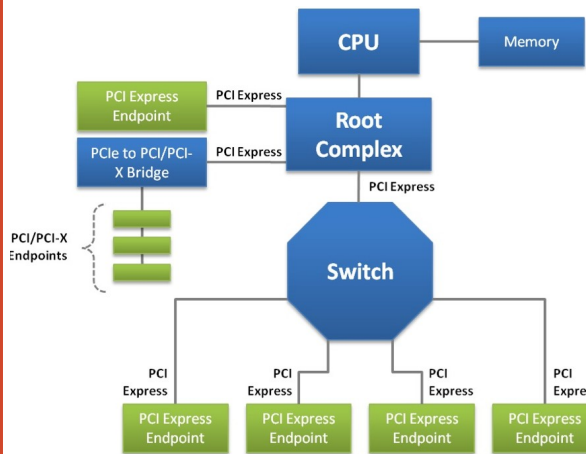 CPU
Memory
PCI Express
Endpoint
PCI Express
Root
Complex
PCIe to PCI/PCI-
X Bridge
PCI Express
PCI Express
PCI/PCI-X
Endpoints
Switch
PCI
Express
PCI
Express
PCI
Express
PCI
Expre
PCI Express
Endpoint
PCI Express
Endpoint
PCI Express
Endpoint
PCI Express
Endpoint